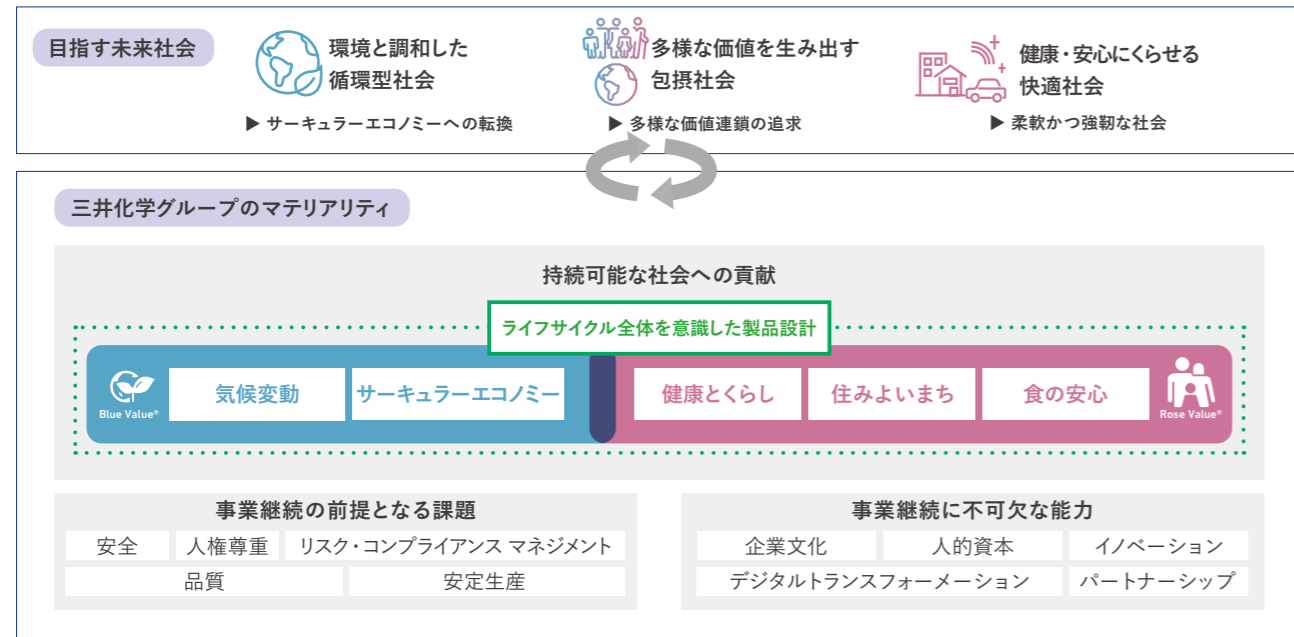 目指す未来社会
環境と調和した
循環型社会
▶ サーキュラーエコノミーへの転換
多様な価値を生み出す
包摂社会
▶ 多様な価値連鎖の追求
健康・安心にくらせる
快適社会
▶ 柔軟かつ強靭な社会
三井化学グループのマテリアリティ
持続可能な社会への貢献
ライフサイクル全体を意識した製品設計
Blue Value®
気候変動
サーキュラーエコノミー
健康とくらし
住みよいまち
食の安心
Rose Value®
事業継続の前提となる課題
安全
人権尊重
リスク・コンプライアンス マネジメント
品質
安定生産
事業継続に不可欠な能力
企業文化
人的資本
イノベーション
デジタルトランスフォーメーション
パートナーシップ